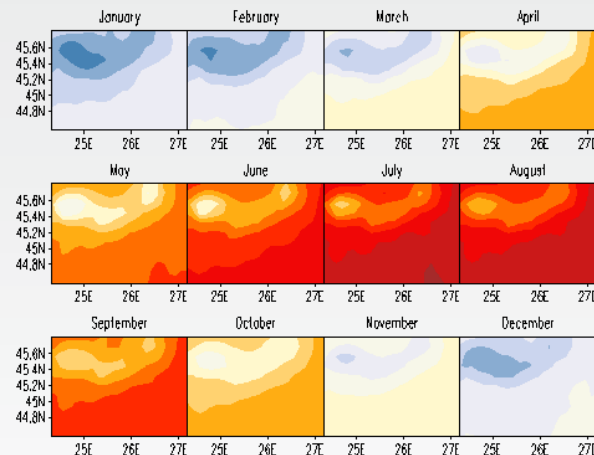 January February March April
45.6N
45.4N
45.2N
45N
44.8N
25E 26E 27E 25E 26E 27E 25E 26E 27E 25E 26E 27E
May June July August
45.6N
45.4N
45.2N
45N
44.8N
25E 26E 27E 25E 26E 27E 25E 26E 27E 25E 26E 27E
September October November December
45.6N
45.4N
45.2N
45N
44.8N
25E 26E 27E 25E 26E 27E 25E 26E 27E 25E 26E 27E